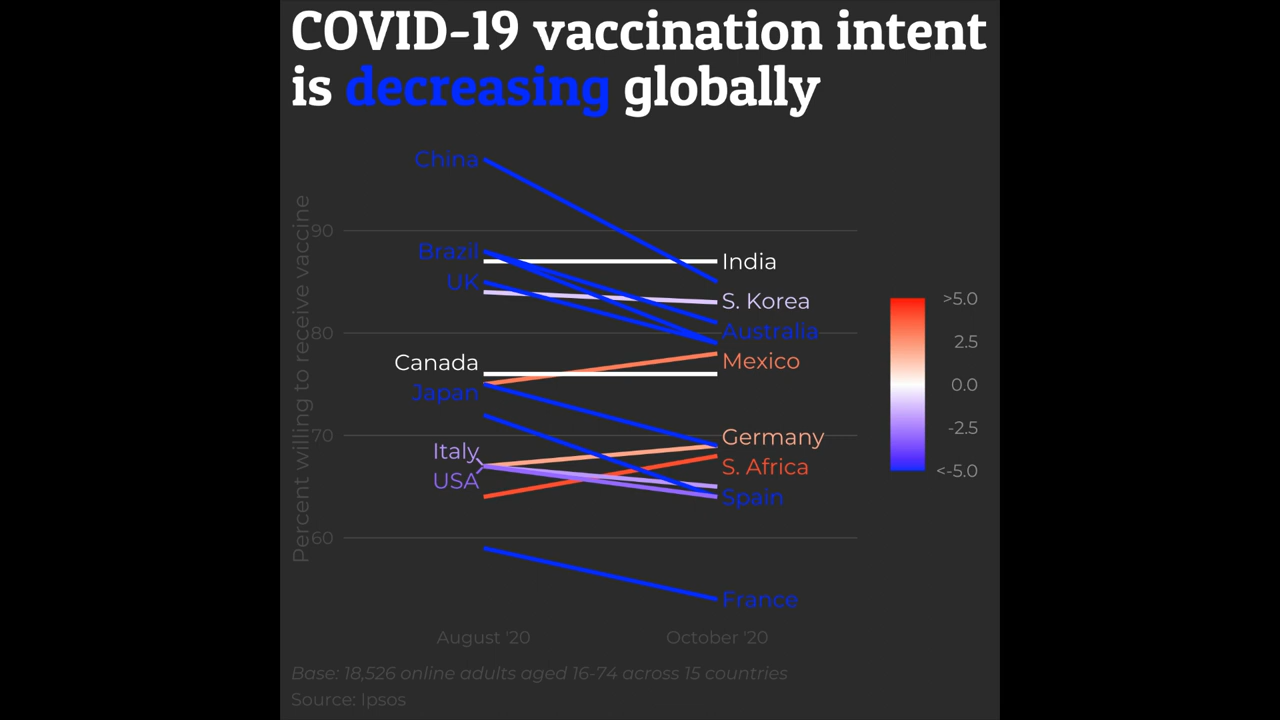 COVID-19 vaccination intent
is decreasing globally
Percent willing to receive vaccine
China
90
Brazil
India
UK
S. Korea
>5.0
80
Australia
2.5
Canada
Mexico
0.0
Japan
-2.5
70
Germany
Italy
S. Africa
<-5.0
USA
Spain
60
France
August '20
October '20
Base: 18,526 online adults aged 16-74 across 15 countries
Source: Ipsos